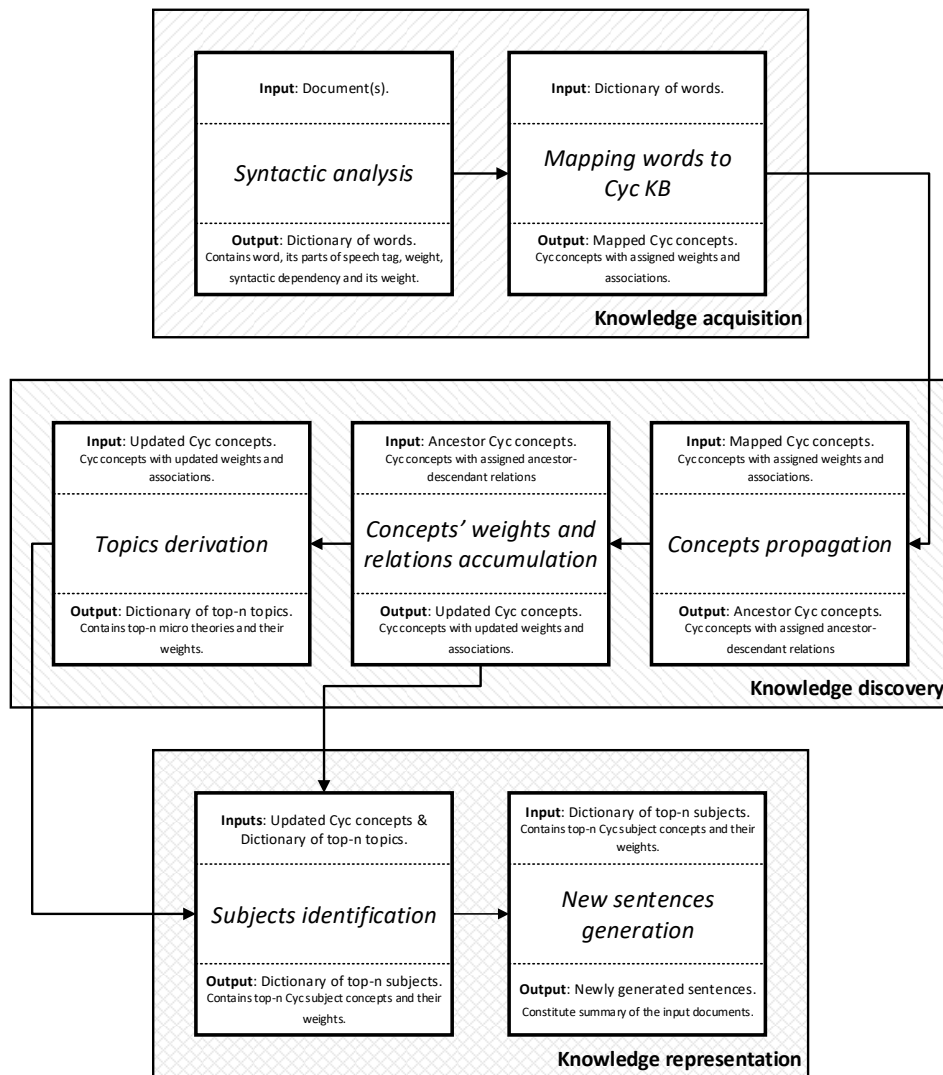 Input: Document(s).
Syntactic analysis
Output: Dictionary of words.
Contains word, its parts of speech tag, weight,
syntactic dependency and its weight.
Input: Dictionary of words.
Mapping words to
Cyc KB
Output: Mapped Cyc concepts.
Cyc concepts with assigned weights and
associations.
Knowledge acquisition
Input: Updated Cyc concepts.
Cyc concepts with updated weights and
associations.
Topics derivation
Output: Dictionary of top-n topics.
Contains top-n micro theories and their
weights.
Input: Ancestor Cyc concepts.
Cyc concepts with assigned ancestor-
descendant relations
Concepts’ weights and
relations accumulation
Output: Updated Cyc concepts.
Cyc concepts with updated weights and
associations.
Input: Mapped Cyc concepts.
Cyc concepts with assigned weights and
associations.
Concepts propagation
Output: Ancestor Cyc concepts.
Cyc concepts with assigned ancestor-
descendant relations
Knowledge discovery
Inputs: Updated Cyc concepts &
Dictionary of top-n topics.
Subjects identification
Output: Dictionary of top-n subjects.
Contains top-n Cyc subject concepts and their
weights.
Input: Dictionary of top-n subjects.
Contains top-n Cyc subject concepts and their
weights.
New sentences
generation
Output: Newly generated sentences.
Constitute summary of the input documents.
Knowledge representation